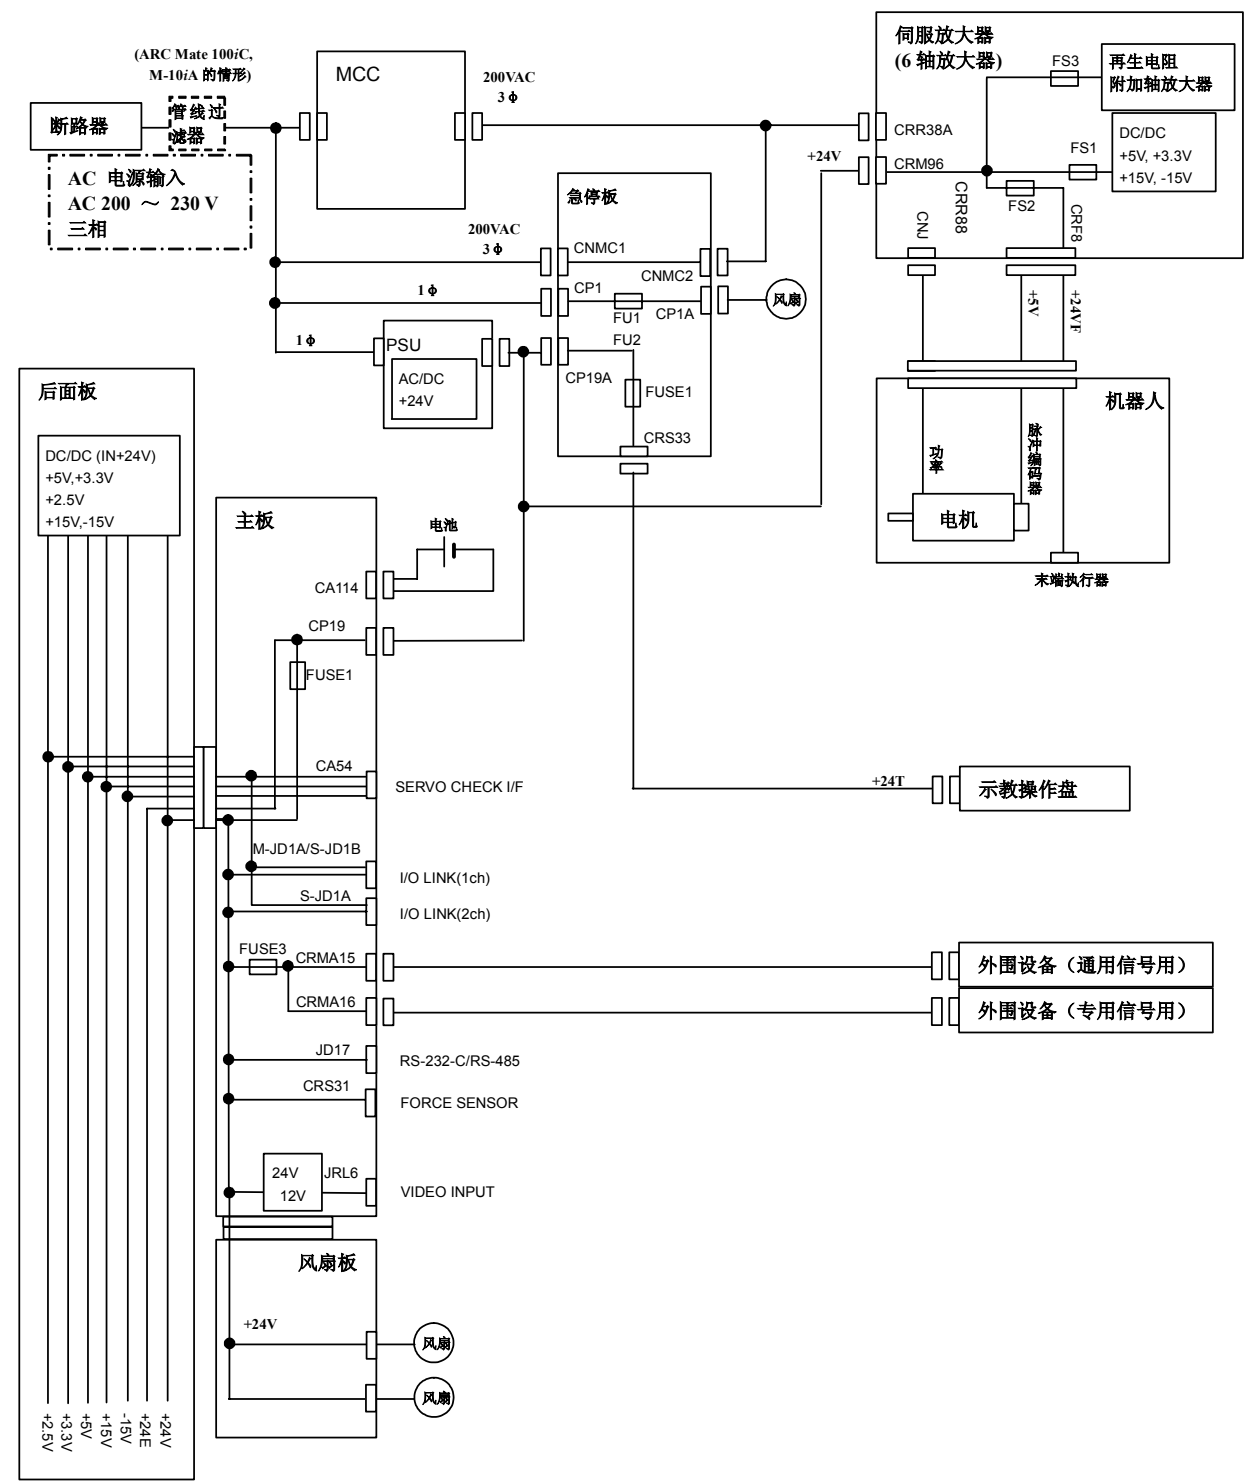 (ARC Mate 100iC,
M-10iA 的情形)
断路器
管线过
滤器
AC 电源输入
AC 200 ～ 230 V
三相
MCC
200VAC
3 φ
伺服放大器
(6 轴放大器)
FS3
再生电阻
附加轴放大器
CRR38A
DC/DC
+5V, +3.3V
+15V, -15V
FS1
+24V
CRM96
FS2
CNJ
CRR88
CRF8
急停板
200VAC
3 φ
CNMC1
CNMC2
1 φ
CP1
FU1
CP1A
风扇
FU2
+5V
+24VF
1 φ
PSU
AC/DC
+24V
CP19A
FUSE1
CRS33
机器人
功率
脉冲编码器
电机
末端执行器
后面板
DC/DC (IN+24V)
+5V,+3.3V
+2.5V
+15V,-15V
主板
电池
CA114
CP19
FUSE1
CA54
SERVO CHECK I/F
+24T
示教操作盘
M-JD1A/S-JD1B
I/O LINK(1ch)
S-JD1A
I/O LINK(2ch)
FUSE3
CRMA15
外围设备（通用信号用）
CRMA16
外围设备（专用信号用）
JD17
RS-232-C/RS-485
CRS31
FORCE SENSOR
24V
12V
JRL6
VIDEO INPUT
风扇板
+24V
风扇
风扇
+2.5V
+3.3V
+5V
+15V
-15V
+24E
+24V